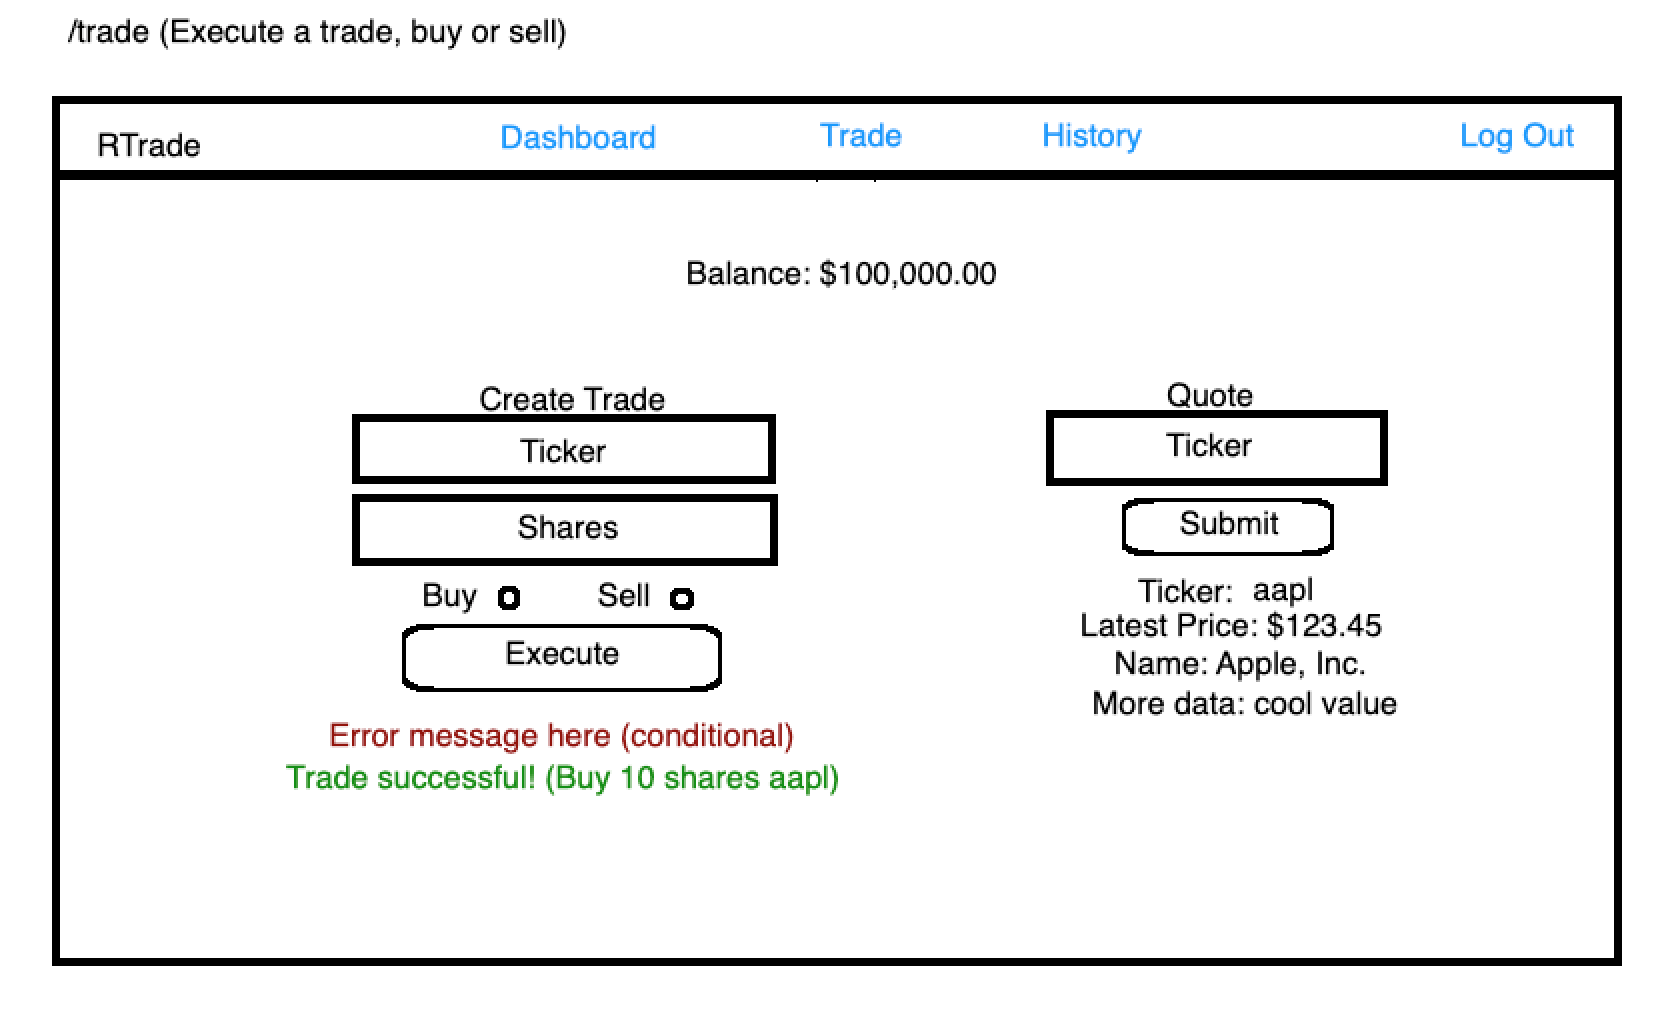 /trade (Execute a trade, buy or sell)
RTrade Dashboard Trade History Log Out
Balance: $100,000.00
Create Trade
Ticker
Shares
Buy Sell
Execute
Error message here (conditional)
Trade successful! (Buy 10 shares aapl)
Quote
Ticker
Submit
Ticker: aapl
Latest Price: $123.45
Name: Apple, Inc.
More data: cool value